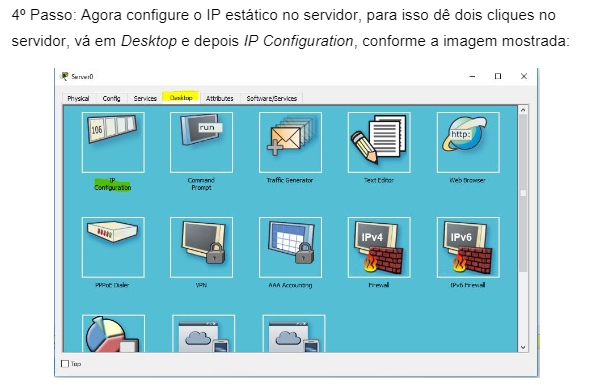 4º Passo: Agora configure o IP estático no servidor, para isso dê dois cliques no
servidor, vá em Desktop e depois IP Configuration, conforme a imagem mostrada:
Server0
Physical Config Services Desktop Attributes Software/Services
106
run
http:
IP
Configuration
Command
Prompt
Traffic Generator
Text Editor
Web Browser
IPv4
IPv6
PPPoE Dialer
VPN
AAA Accounting
Firewall
IPv6 Firewall
Top